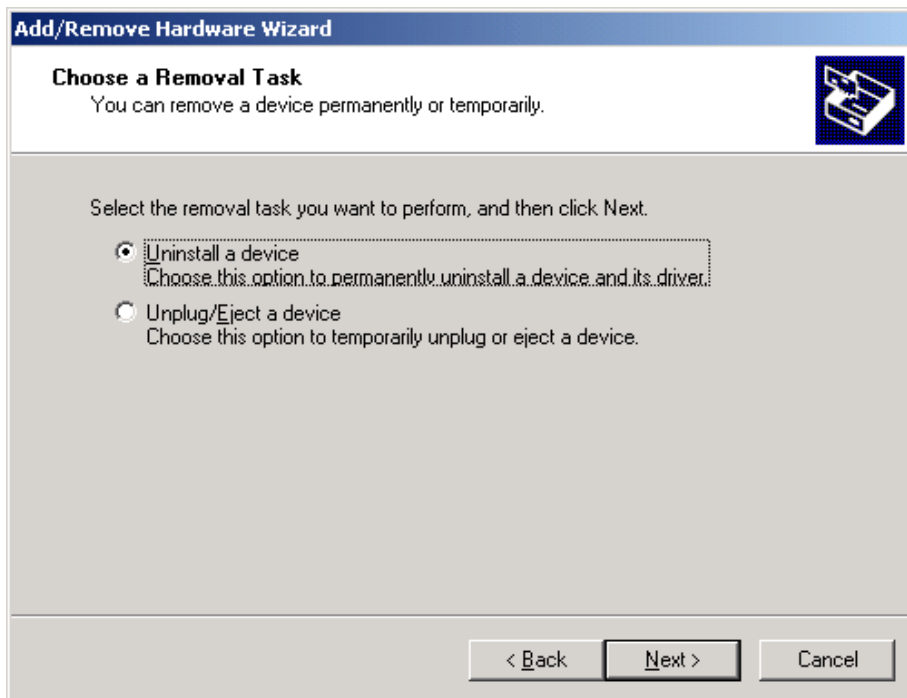 Add/Remove Hardware Wizard
Choose a Removal Task
You can remove a device permanently or temporarily.
Select the removal task you want to perform, and then click Next.
Uninstall a device
Choose this option to permanently uninstall a device and its driver.
Unplug/Eject a device
Choose this option to temporarily unplug or eject a device.
< Back Next > Cancel